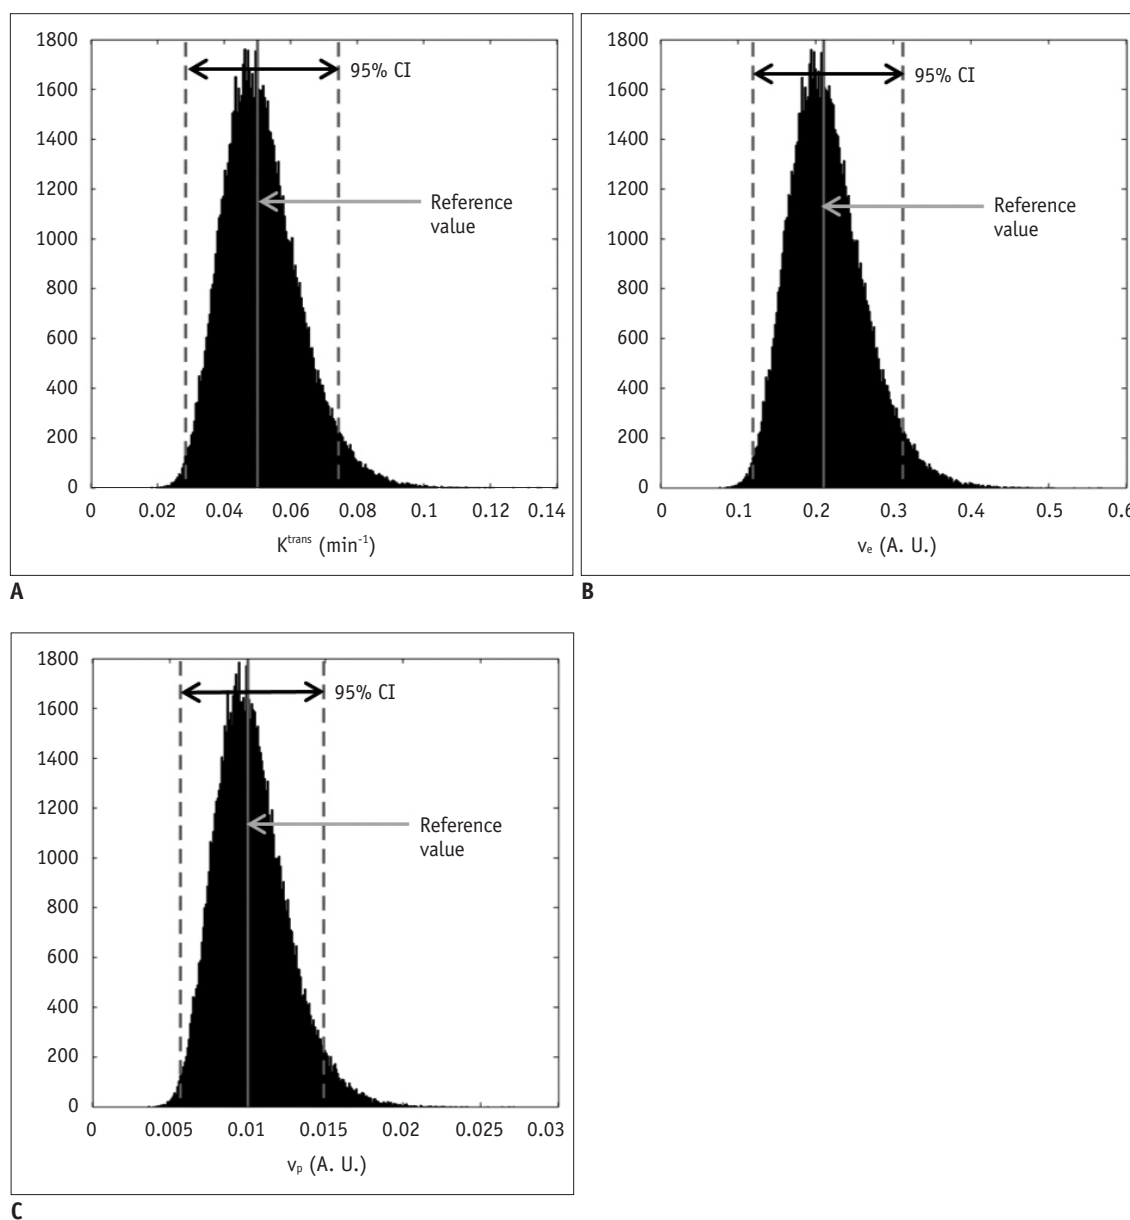 1800
1600
1400
1200
1000
800
600
400
200
0
0 0.02 0.04 0.06 0.08 0.1 0.12 0.14
K^trans (min⁻¹)
95% CI
Reference
value
A
1800
1600
1400
1200
1000
800
600
400
200
0
0 0.1 0.2 0.3 0.4 0.5
vₑ (A. U.)
95% CI
Reference
value
B
1800
1600
1400
1200
1000
800
600
400
200
0
0 0.005 0.01 0.015 0.02 0.025 0.03
vₚ (A. U.)
95% CI
Reference
value
C